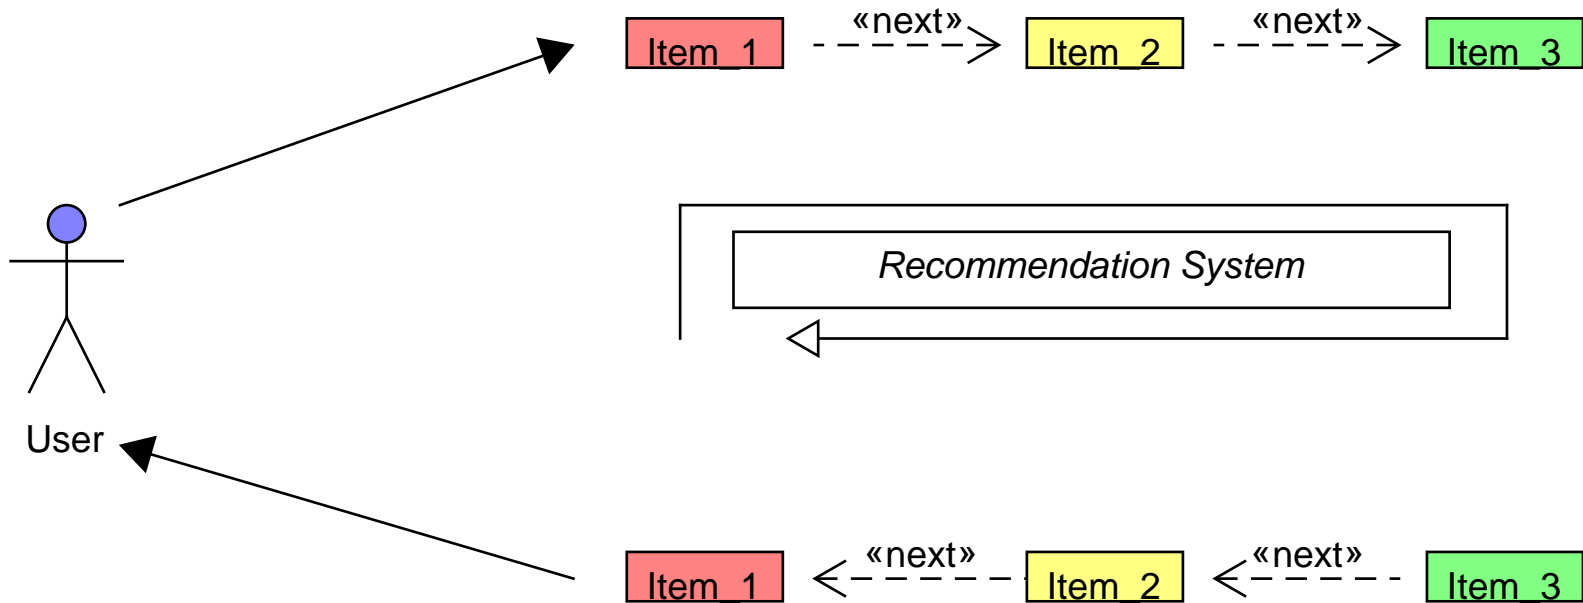 «next» «next»
Item_1 Item_2 Item_3
Recommendation System
User
«next» «next»
Item_1 Item_2 Item_3